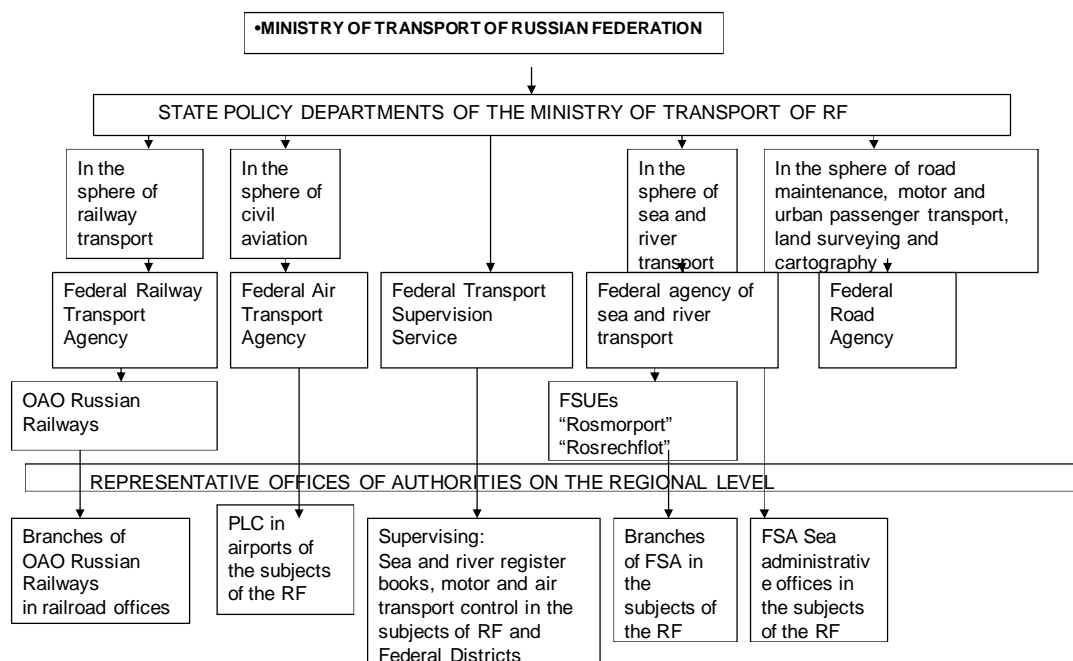 •MINISTRY OF TRANSPORT OF RUSSIAN FEDERATION
STATE POLICY DEPARTMENTS OF THE MINISTRY OF TRANSPORT OF RF
In the
sphere of
railway
transport
In the
sphere of
civil
aviation
In the
sphere of
sea and
river
transport
In the sphere of road
maintenance, motor and
urban passenger transport,
land surveying and
cartography
Federal Railway
Transport
Agency
Federal Air
Transport
Agency
Federal Transport
Supervision
Service
Federal agency of
sea and river
transport
Federal
Road
Agency
OAO Russian
Railways
FSUEs
“Rosmorport”
“Rosrechflot”
REPRESENTATIVE OFFICES OF AUTHORITIES ON THE REGIONAL LEVEL
Branches of
OAO Russian
Railways
in railroad offices
PLC in
airports of
the subjects
of the RF
Supervising:
Sea and river register
books, motor and air
transport control in the
subjects of RF and
Federal Districts
Branches
of FSA in
the
subjects of
the RF
FSA Sea
administrativ
e offices in
the subjects
of the RF